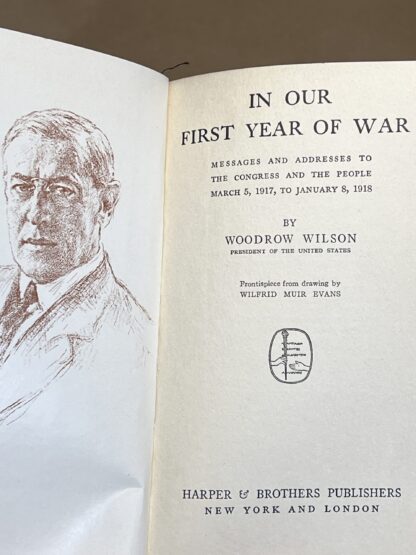 IN OUR
FIRST YEAR OF WAR
MESSAGES AND ADDRESSES TO
THE CONGRESS AND THE PEOPLE
MARCH 5, 1917, TO JANUARY 8, 1918
BY
WOODROW WILSON
PRESIDENT OF THE UNITED STATES
Frontispiece from drawing by
WILFRID MUIR EVANS
HARPER & BROTHERS PUBLISHERS
NEW YORK AND LONDON